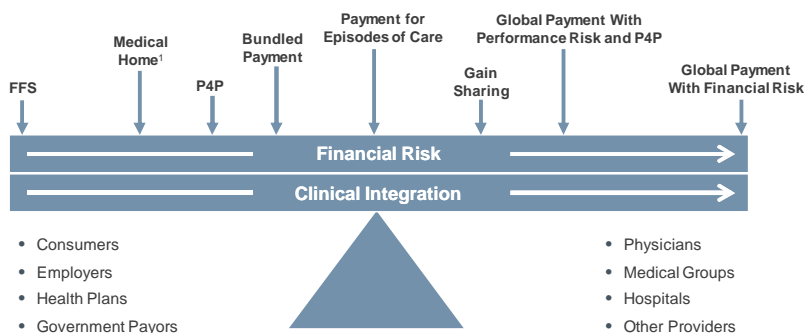 Payment for
Episodes of Care
Global Payment With
Performance Risk and P4P
Bundled
Payment
Medical
Home¹
Gain
Sharing
Global Payment
With Financial Risk
FFS
P4P
Financial Risk
Clinical Integration
• Consumers
• Employers
• Health Plans
• Government Payors
• Physicians
• Medical Groups
• Hospitals
• Other Providers